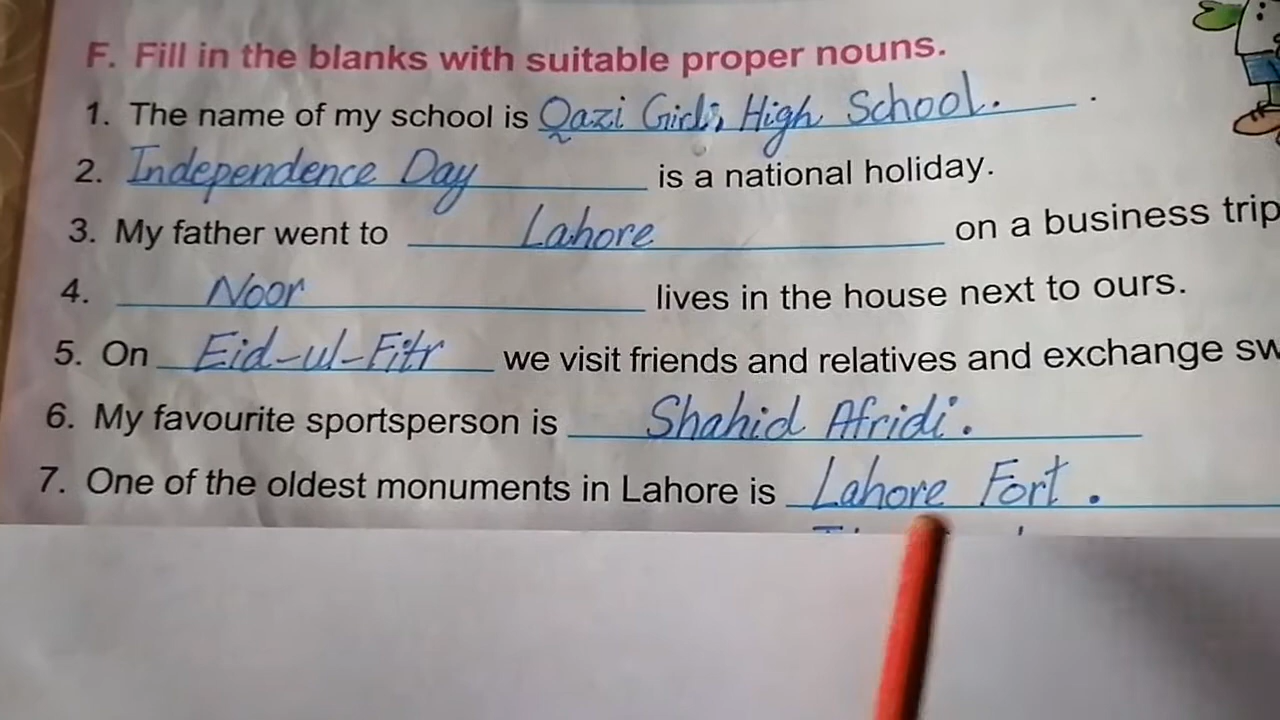 F. Fill in the blanks with suitable proper nouns.
1. The name of my school is Qazi Girls, High School. .
2. Independence Day is a national holiday.
3. My father went to Lahore on a business trip
4. Noor lives in the house next to ours.
5. On Eid-ul-Fitr we visit friends and relatives and exchange sw
6. My favourite sportsperson is Shahid Afridi.
7. One of the oldest monuments in Lahore is Lahore Fort.